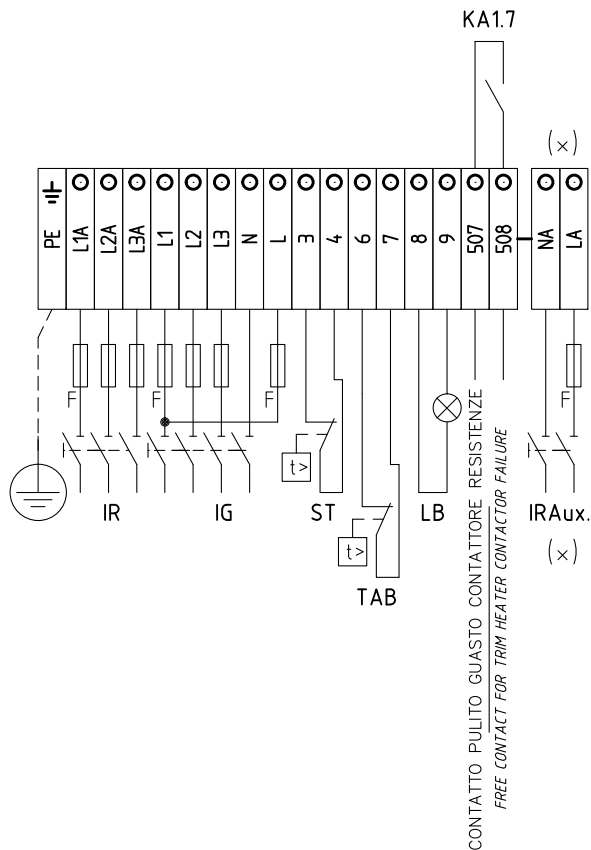 KA1.7
(x)
PE
L1A
L2A
L3A
L1
L2
L3
N
L
3
4
6
7
8
9
507
508
NA
LA
F
F
F
F
t>
t>
IR
IG
ST
TAB
LB
IRAux.
(x)
CONTATTO PULITO GUASTO CONTATTORE RESISTENZE
FREE CONTACT FOR TRIM HEATER CONTACTOR FAILURE